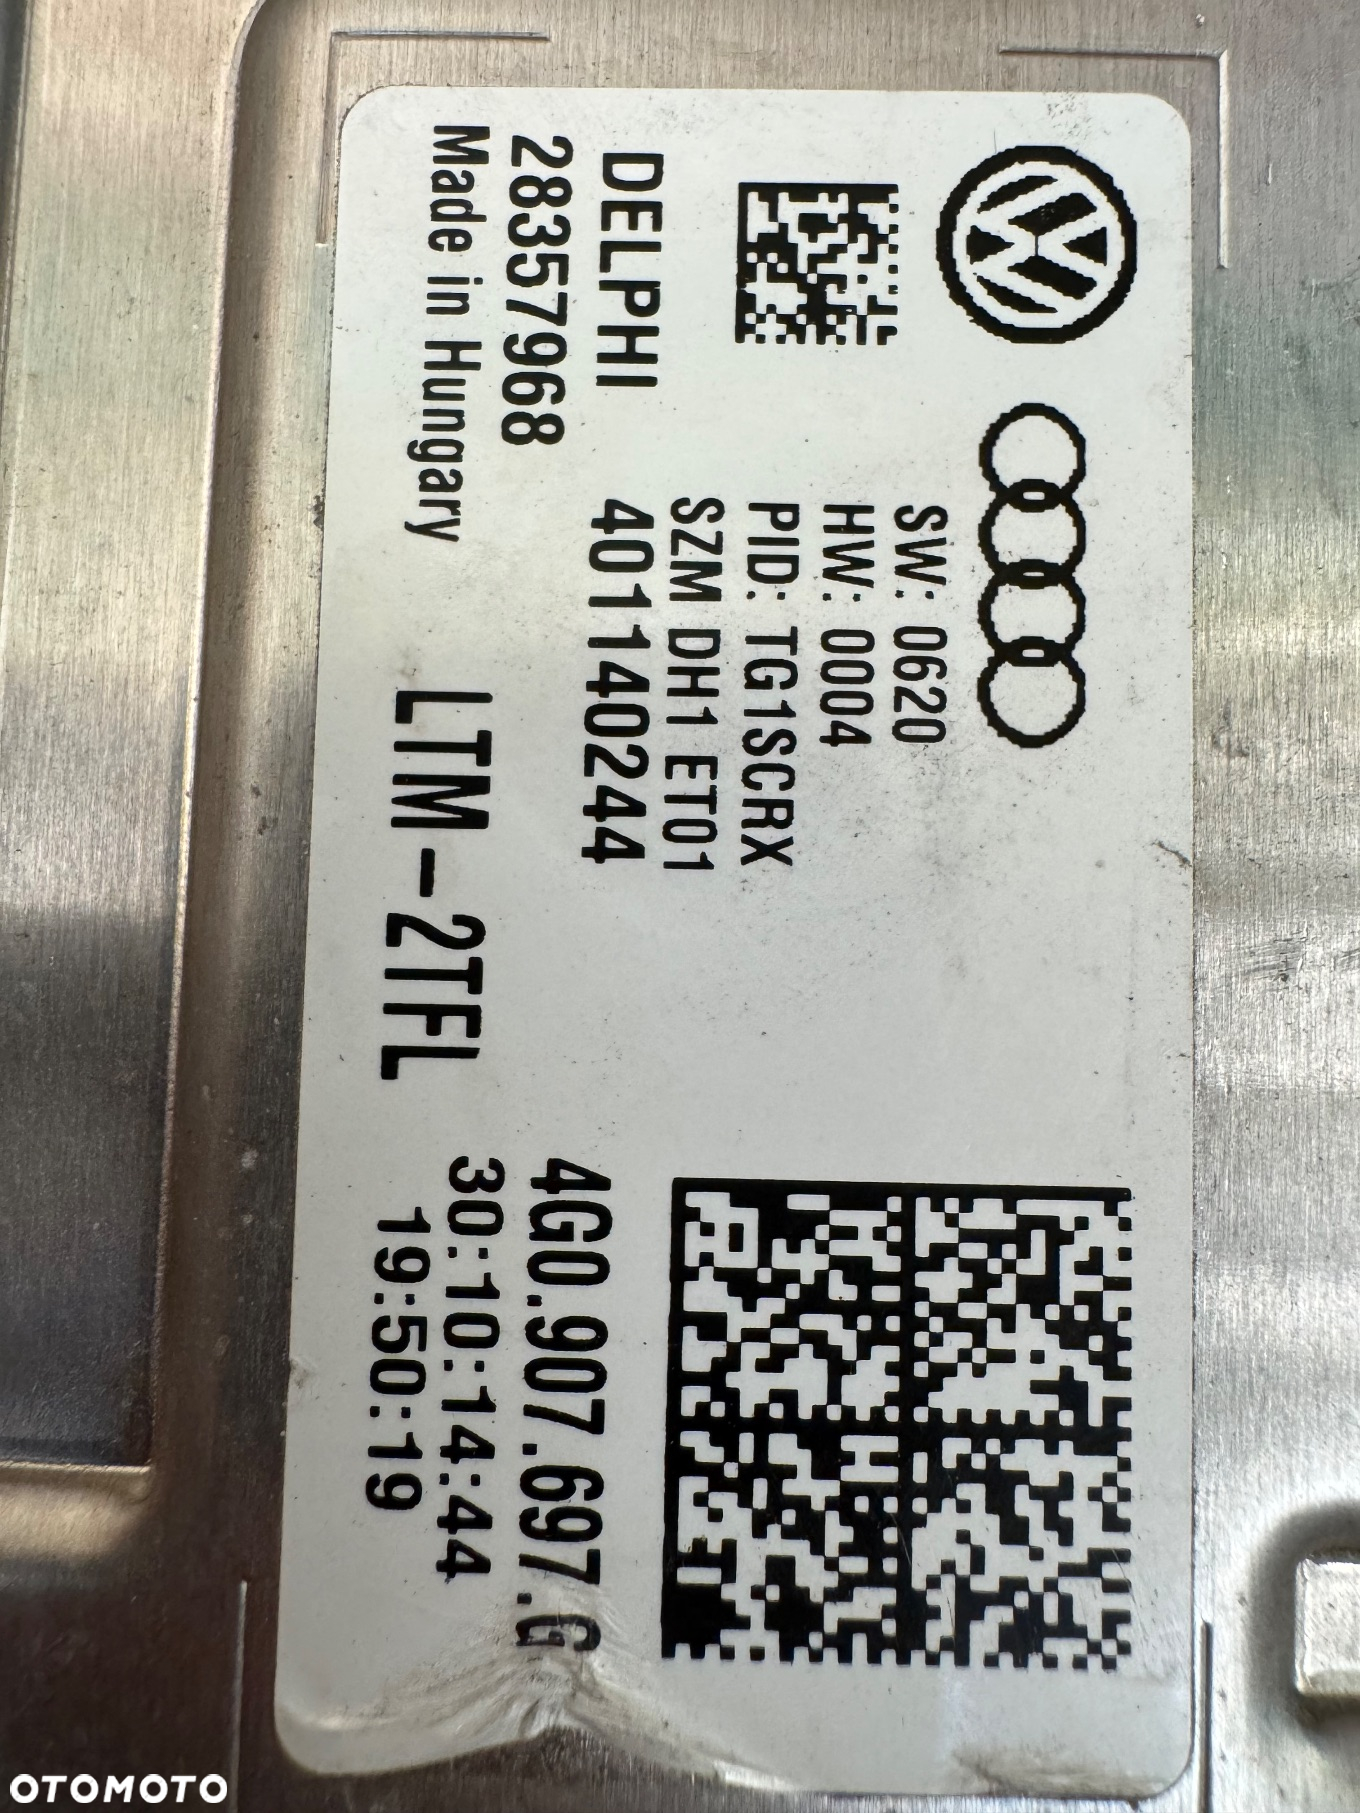 SW: 0620
HW: 0004
PID: TG1SCRX
SZM DH1 ET01
DELPHI 401140244
28357968
Made in Hungary
LTM-2TFL
4G0.907.697.G
30:10:14:44
19:50:19
OTOMOTO